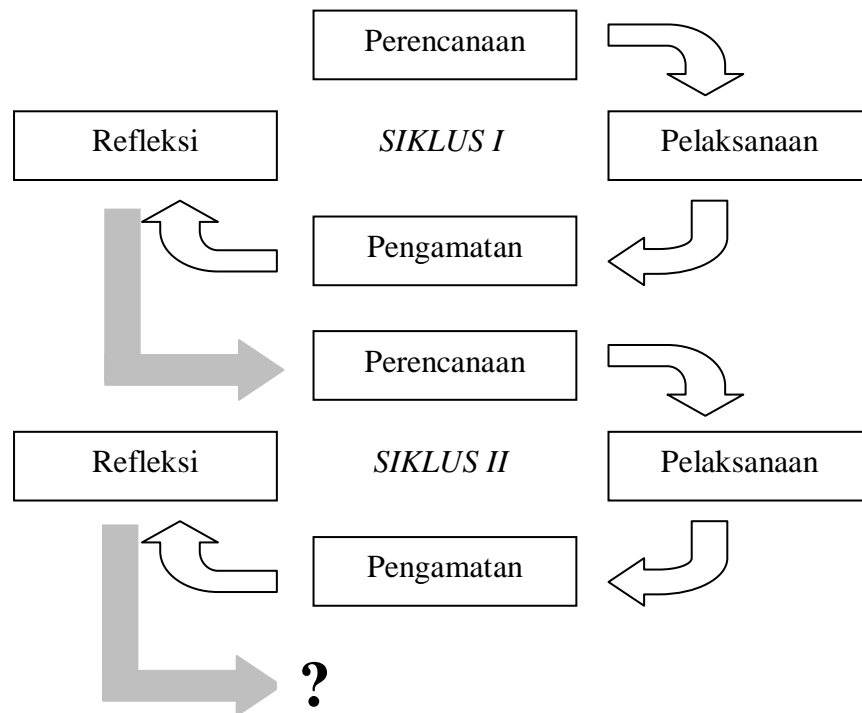 Perencanaan
Refleksi
SIKLUS I
Pelaksanaan
Pengamatan
Perencanaan
Refleksi
SIKLUS II
Pelaksanaan
Pengamatan
?